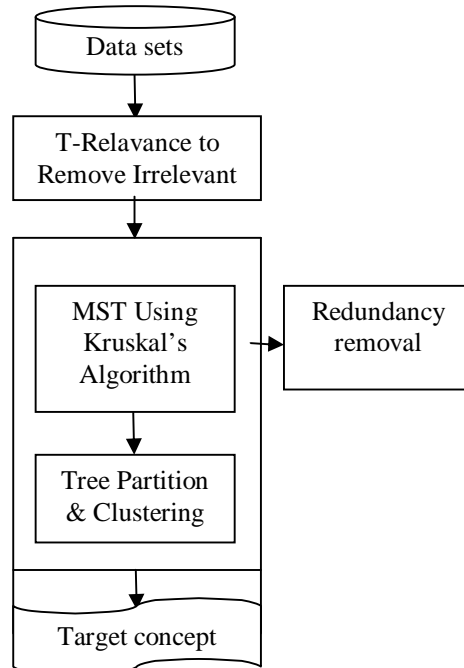 Data sets
T-Relavance to
Remove Irrelevant
MST Using
Kruskal’s
Algorithm
Redundancy
removal
Tree Partition
& Clustering
Target concept